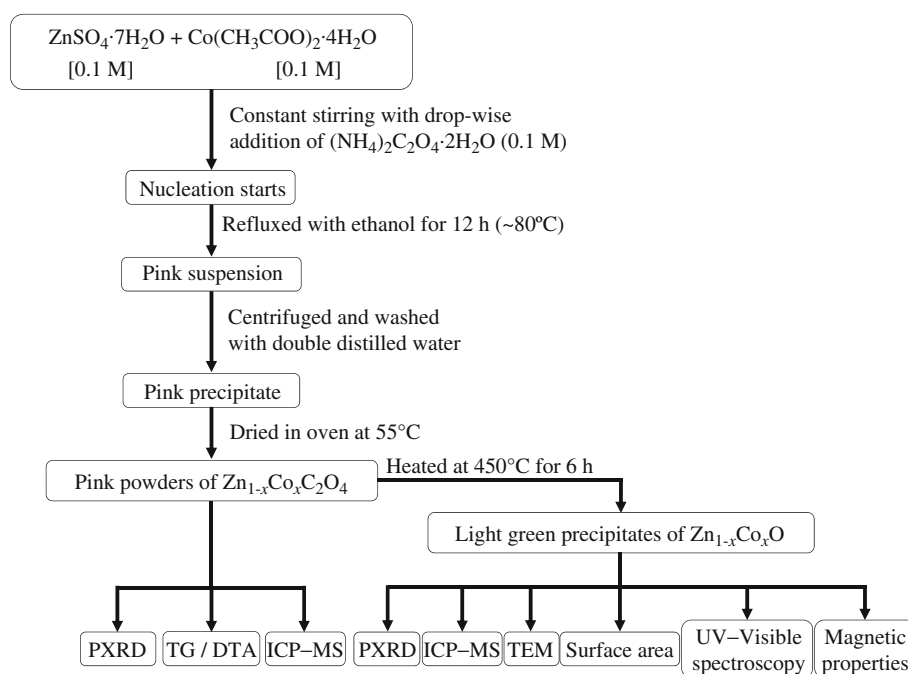 ZnSO₄·7H₂O + Co(CH₃COO)₂·4H₂O
[0.1 M] [0.1 M]
Constant stirring with drop-wise
addition of (NH₄)₂C₂O₄·2H₂O (0.1 M)
Nucleation starts
Refluxed with ethanol for 12 h (~80ºC)
Pink suspension
Centrifuged and washed
with double distilled water
Pink precipitate
Dried in oven at 55°C
Pink powders of Zn₁₋ₓCoₓC₂O₄
Heated at 450°C for 6 h
Light green precipitates of Zn₁₋ₓCoₓO
PXRD
TG / DTA
ICP–MS
PXRD
ICP–MS
TEM
Surface area
UV–Visible
spectroscopy
Magnetic
properties